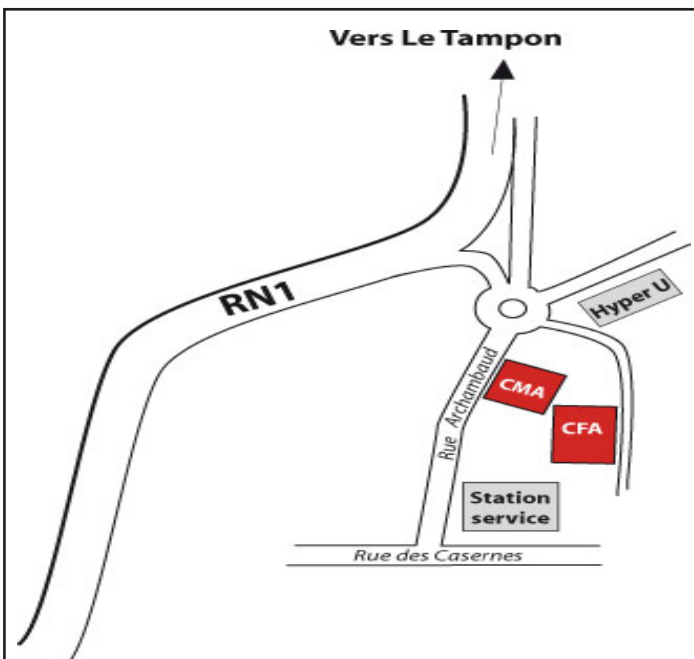 Vers Le Tampon
RN1
Hyper U
Rue Archambaud
CMA
CFA
Station
service
Rue des Casernes